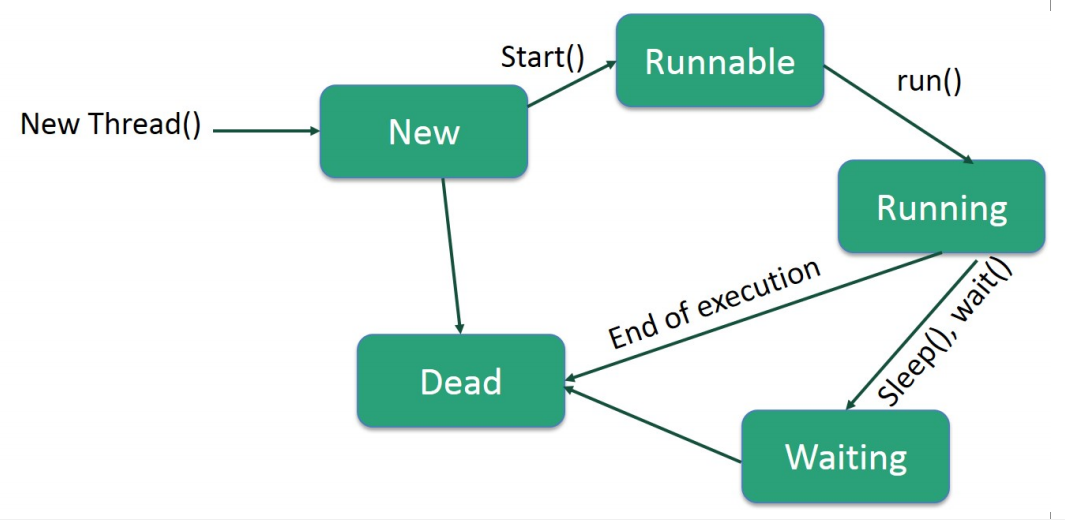 Start()
Runnable
run()
New Thread()
New
Running
End of execution
Sleep(), wait()
Dead
Waiting